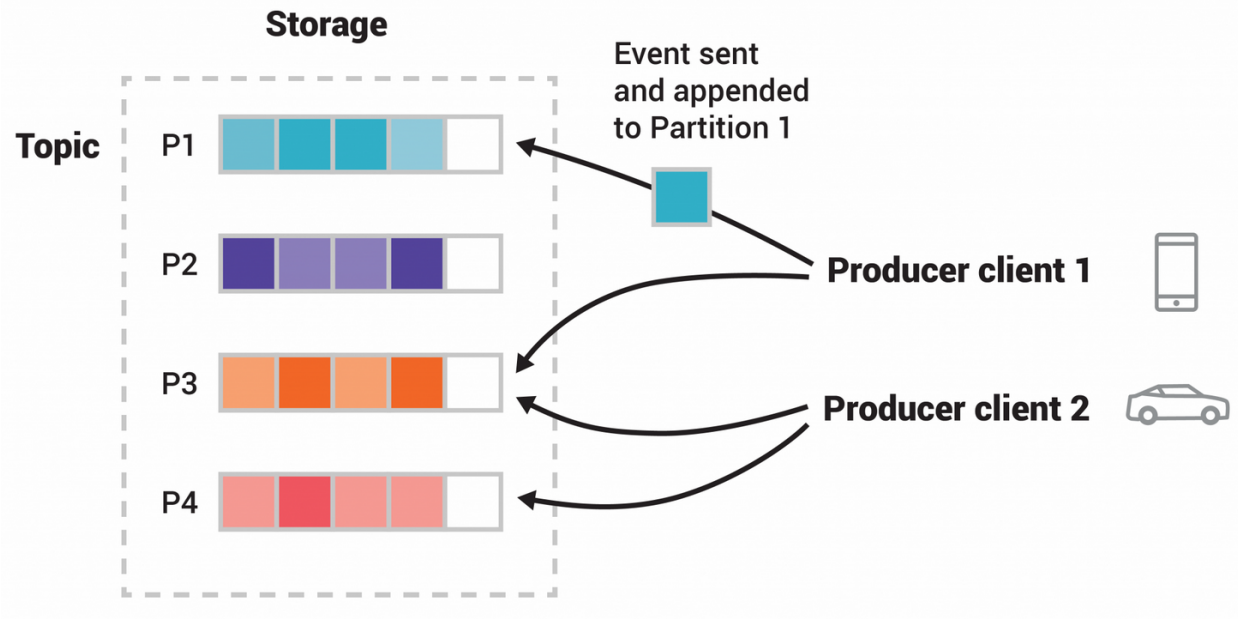 Storage
Event sent
and appended
to Partition 1
Topic
P1
P2
Producer client 1
P3
Producer client 2
P4